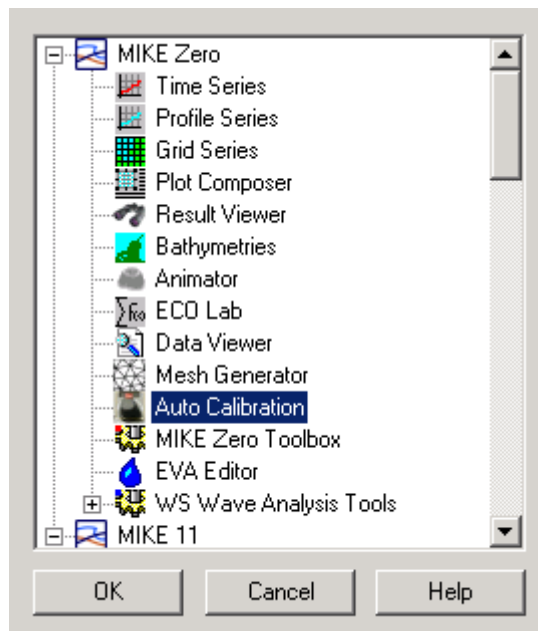 MIKE Zero
Time Series
Profile Series
Grid Series
Plot Composer
Result Viewer
Bathymetries
Animator
ECO Lab
Data Viewer
Mesh Generator
Auto Calibration
MIKE Zero Toolbox
EVA Editor
WS Wave Analysis Tools
MIKE 11
OK Cancel Help